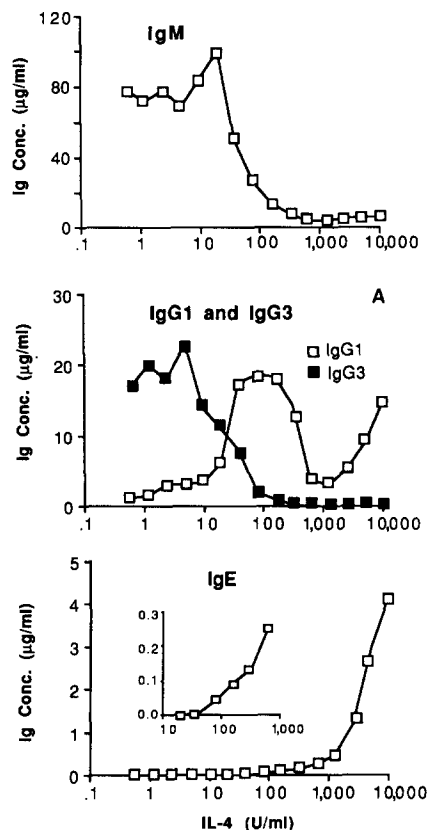 IgM
Ig Conc. (µg/ml)
120
80
40
0
.1 1 10 100 1000 10,000
A
IgG1 and IgG3
IgG1
IgG3
Ig Conc. (µg/ml)
30
20
10
0
.1 1 10 100 1,000 10,000
IgE
Ig Conc. (µg/ml)
5
4
3
2
1
0
0.3
0.2
0.1
0.0
10 100 1,000
.1 1 10 100 1,000 10,000
IL-4 (U/ml)